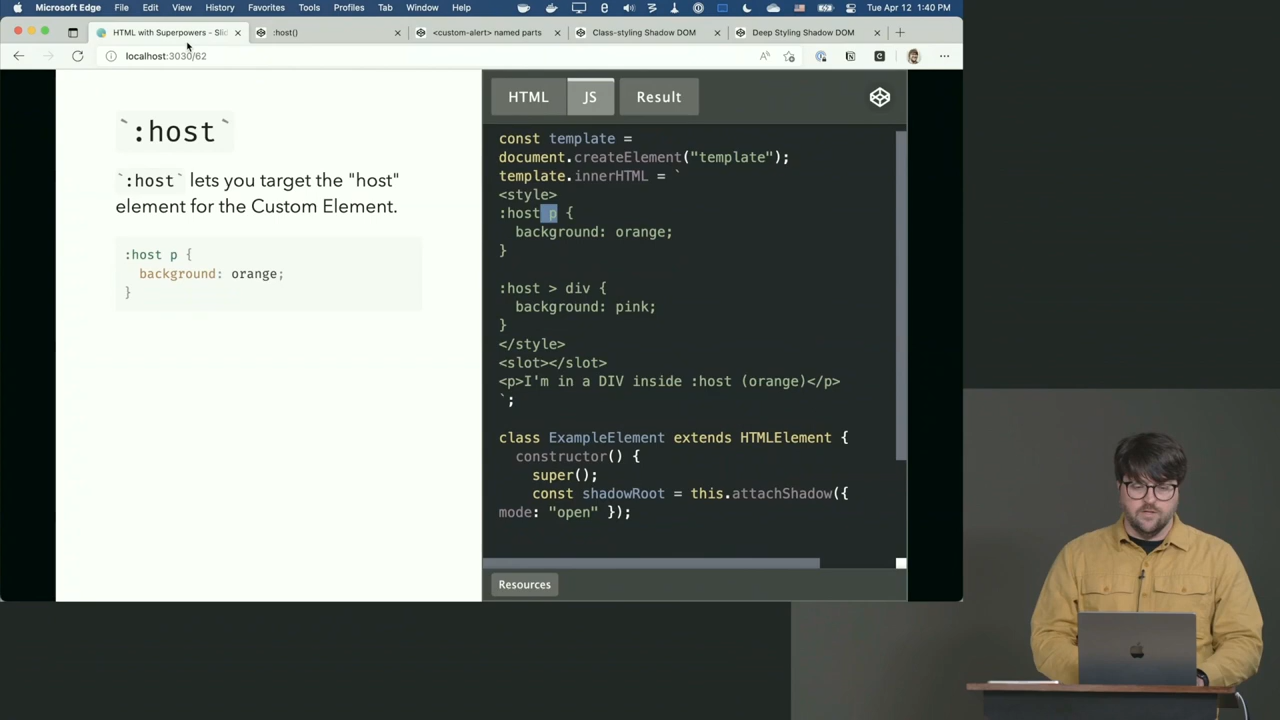 Microsoft Edge File Edit View History Favorites Tools Profiles Tab Window Help Tue Apr 12 1:40 PM
HTML with Superpowers - Slid :host() <custom-alert> named parts Class-styling Shadow DOM Deep Styling Shadow DOM
localhost:3030/62
`:host`
`:host` lets you target the "host"
element for the Custom Element.
:host p {
background: orange;
}
HTML JS Result
const template =
document.createElement("template");
template.innerHTML = `
<style>
:host p {
background: orange;
}
:host > div {
background: pink;
}
</style>
<slot></slot>
<p>I'm in a DIV inside :host (orange)</p>
`;
class ExampleElement extends HTMLElement {
constructor() {
super();
const shadowRoot = this.attachShadow({
mode: "open" });
Resources